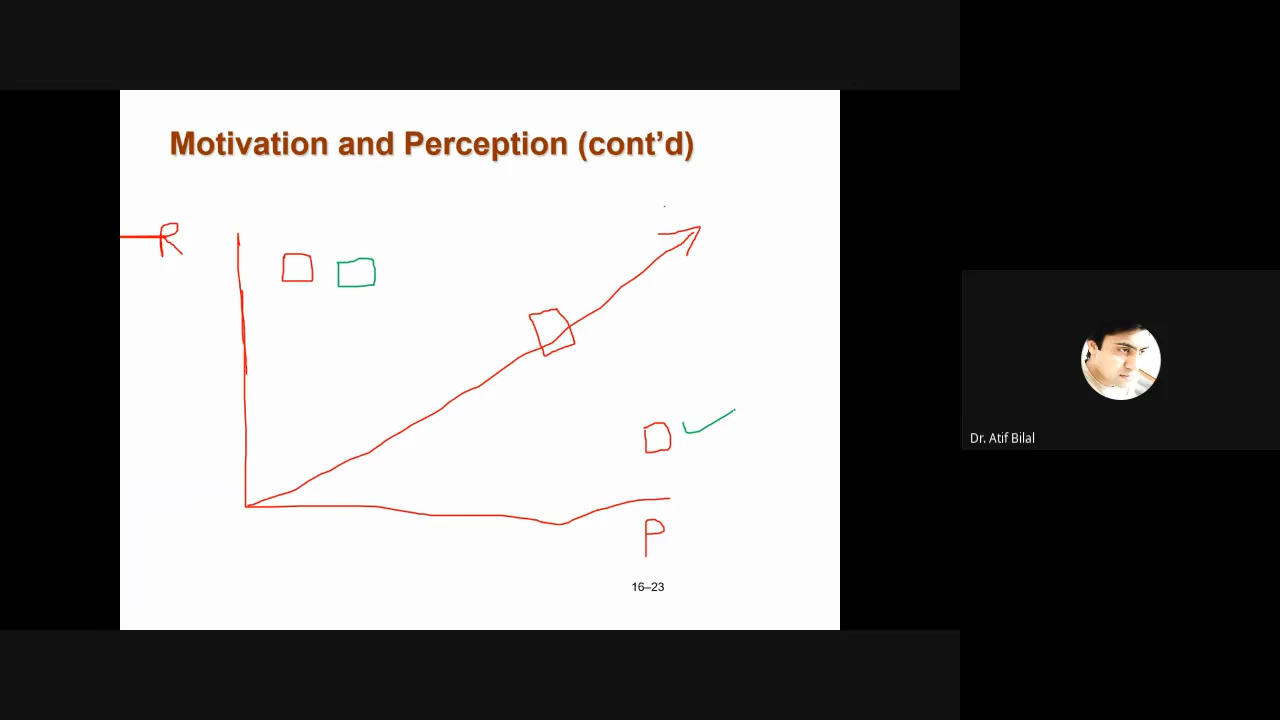 Motivation and Perception (cont’d)
R
Dr. Atif Bilal
P
16–23